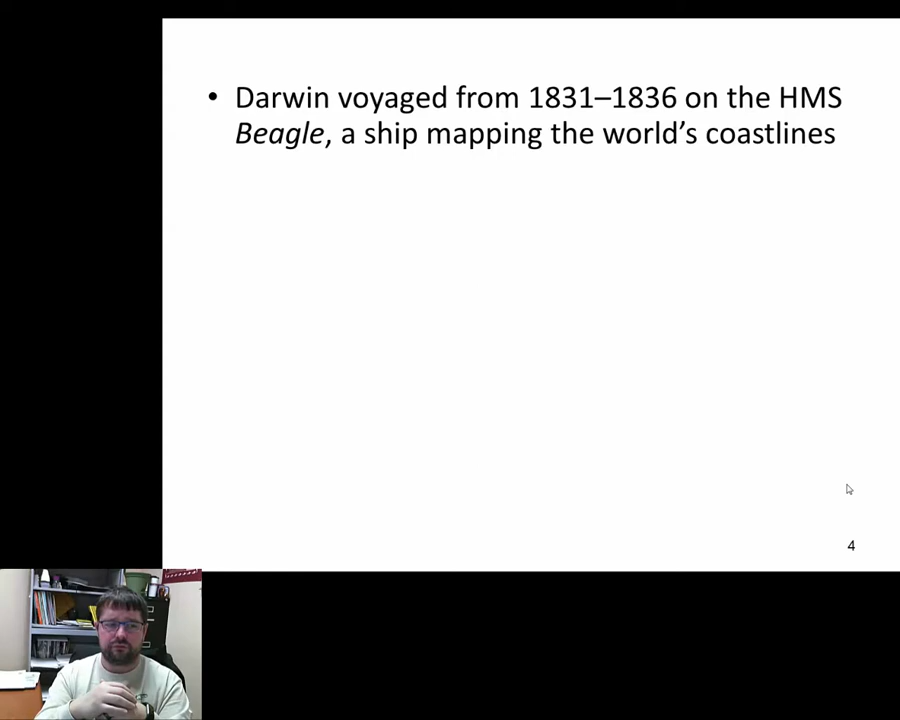 • Darwin voyaged from 1831–1836 on the HMS
Beagle, a ship mapping the world’s coastlines
4